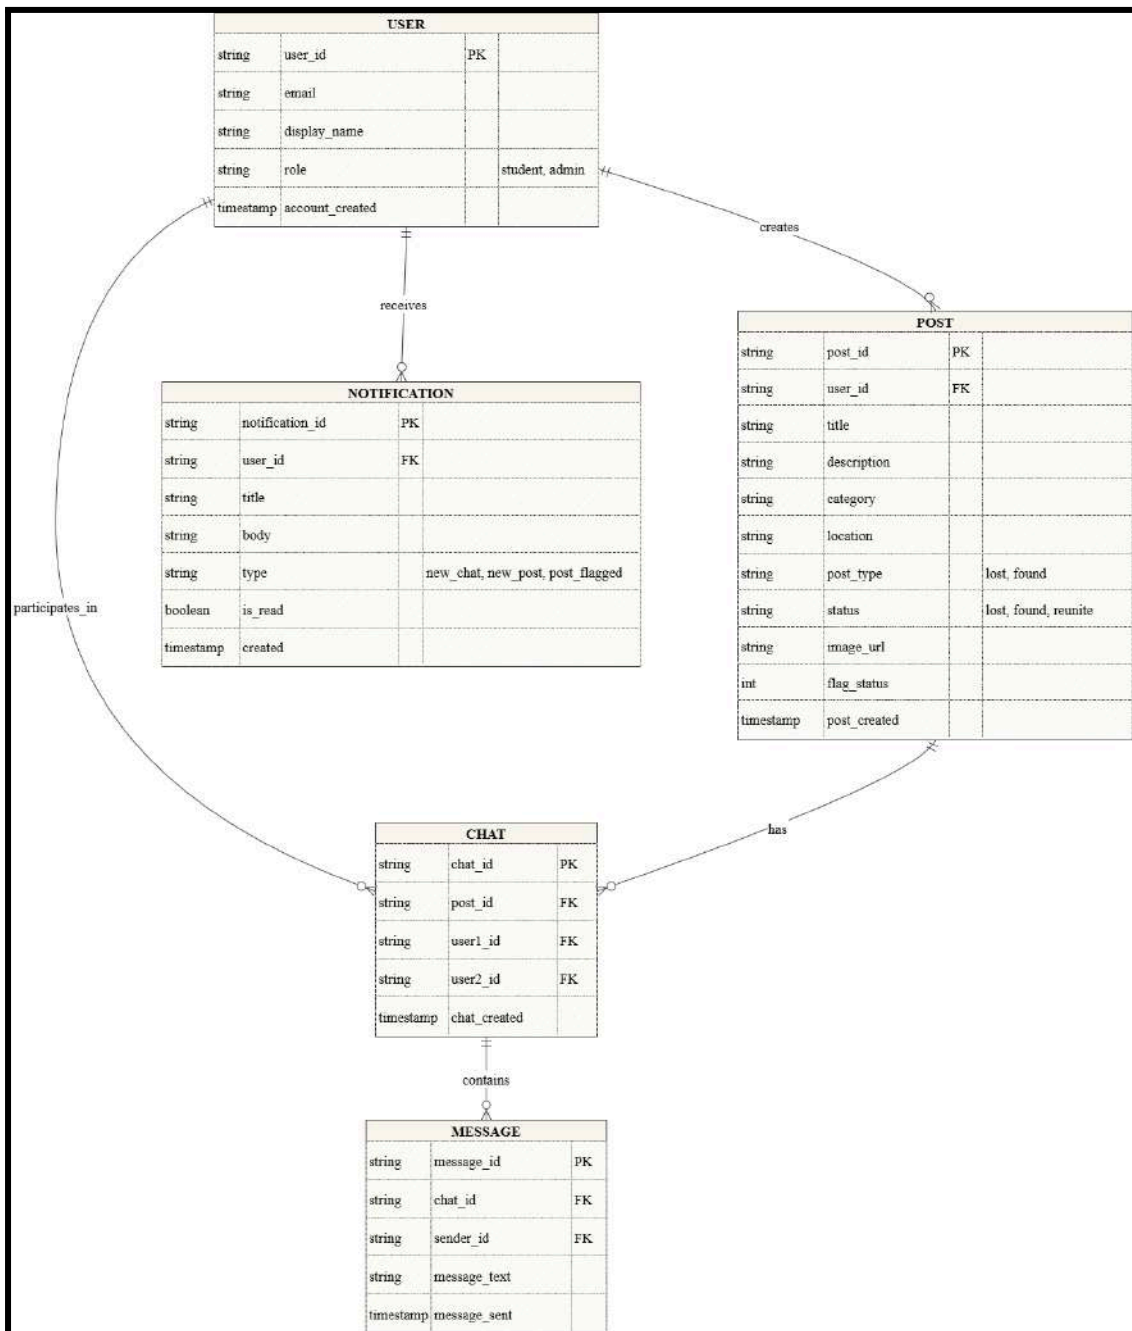 USER
string user_id PK
string email
string display_name
string role student, admin
timestamp account_created
creates
receives
POST
string post_id PK
string user_id FK
string title
string description
string category
string location
string post_type lost, found
string status lost, found, reunite
string image_url
int flag_status
timestamp post_created
NOTIFICATION
string notification_id PK
string user_id FK
string title
string body
string type new_chat, new_post, post_flagged
boolean is_read
timestamp created
participates_in
has
CHAT
string chat_id PK
string post_id FK
string user1_id FK
string user2_id FK
timestamp chat_created
contains
MESSAGE
string message_id PK
string chat_id FK
string sender_id FK
string message_text
timestamp message_sent